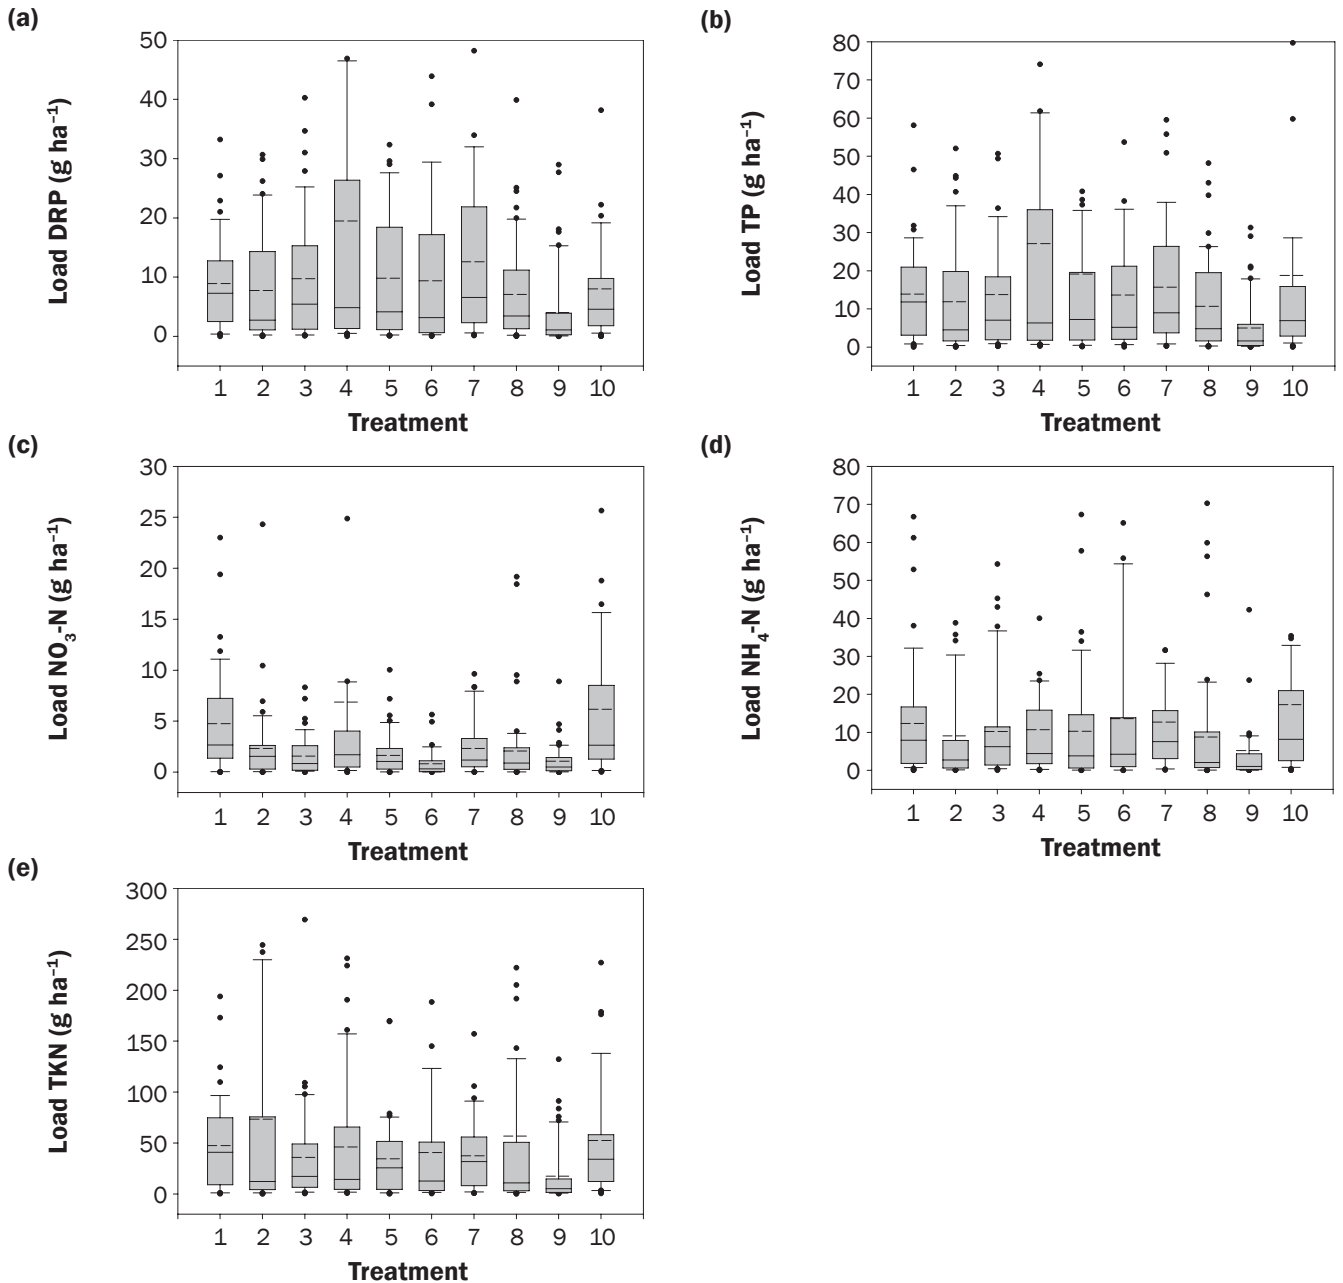 (a)
Load DRP (g ha⁻¹)
50
40
30
20
10
0
1 2 3 4 5 6 7 8 9 10
Treatment
(b)
Load TP (g ha⁻¹)
80
70
60
50
40
30
20
10
0
1 2 3 4 5 6 7 8 9 10
Treatment
(c)
Load NO₃-N (g ha⁻¹)
30
25
20
15
10
5
0
1 2 3 4 5 6 7 8 9 10
Treatment
(d)
Load NH₄-N (g ha⁻¹)
80
70
60
50
40
30
20
10
0
1 2 3 4 5 6 7 8 9 10
Treatment
(e)
Load TKN (g ha⁻¹)
300
250
200
150
100
50
0
1 2 3 4 5 6 7 8 9 10
Treatment